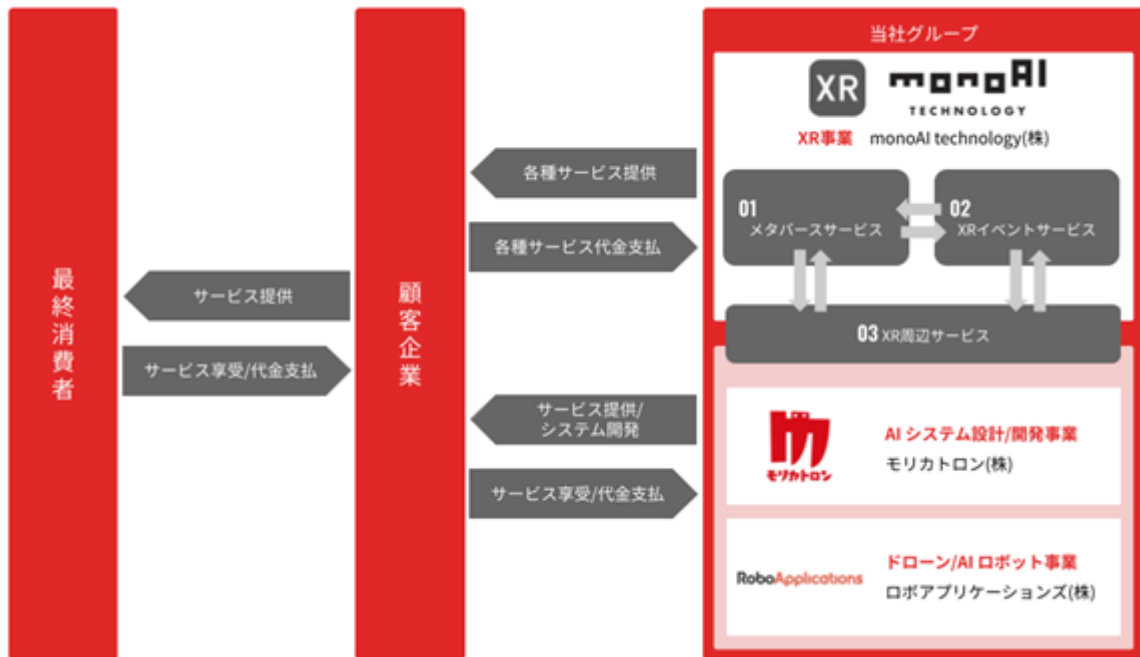 最終消費者
サービス提供
サービス享受/代金支払
顧客企業
各種サービス提供
各種サービス代金支払
サービス提供/
システム開発
サービス享受/代金支払
当社グループ
XR
monoAI
TECHNOLOGY
XR事業 monoAI technology(株)
01
メタバースサービス
02
XRイベントサービス
03 XR周辺サービス
モリカトロン
AI システム設計/開発事業
モリカトロン(株)
RoboApplications
ドローン/AI ロボット事業
ロボアプリケーションズ(株)